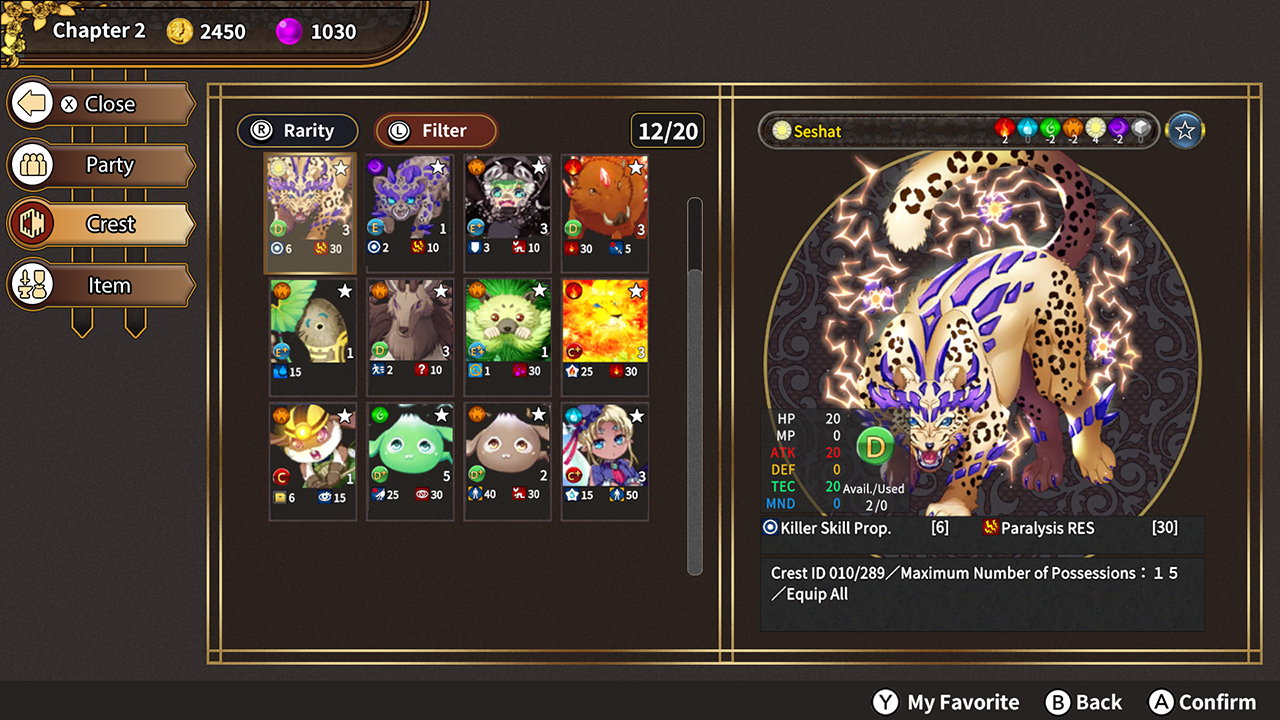 Chapter 2 2450 1030
X Close
Party
Crest
Item
R Rarity L Filter 12/20
D 3
6 30
E 1
2 10
E+ 3
3 10
D 3
30 5
E+ 1
15
D 3
2 ? 10
E+ 1
1 30
C+ 3
25 30
C 1
6 15
D+ 5
25 30
D+ 2
40 30
C+ 3
15 50
Seshat 2 0 -2 -2 4 -2 0
HP 20
MP 0
ATK 20
DEF 0
TEC 20
MND 0
D
Avail./Used
2/0
Killer Skill Prop. [6] Paralysis RES [30]
Crest ID 010/289／Maximum Number of Possessions：１５
／Equip All
Y My Favorite B Back A Confirm